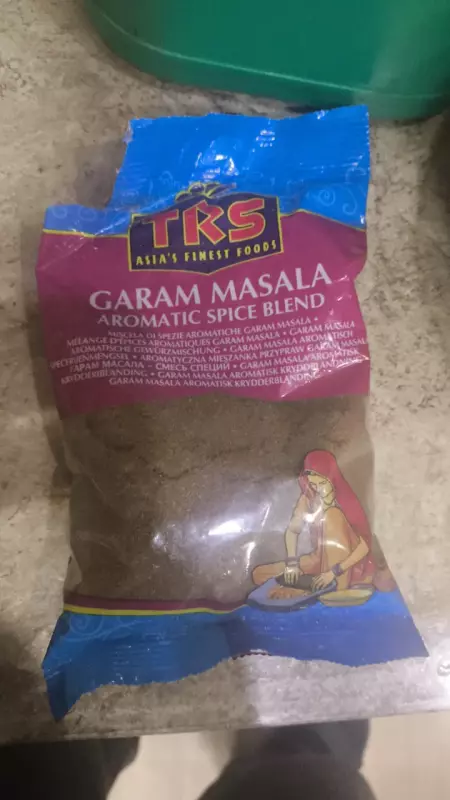 TRS
ASIA'S FINEST FOODS
GARAM MASALA
AROMATIC SPICE BLEND
MISCELA DI SPEZIE AROMATICHE GARAM MASALA •
MÉLANGE D'ÉPICES AROMATIQUES GARAM MASALA • GARAM MASALA
AROMATISCHE GEWÜRZMISCHUNG • GARAM MASALA AROMATISCH
SPECERIJENMENGSEL • AROMATYCZNA MIESZANKA PRZYPRAW GARAM MASALA
ГАРАМ МАСАЛА - СМЕСЬ СПЕЦИЙ • GARAM MASALA AROMATISK
KRYDDERIBLANDING • GARAM MASALA AROMATISK KRYDDBLANDNING
GARAM MASALA AROMATISK KRYDDERBLANDING